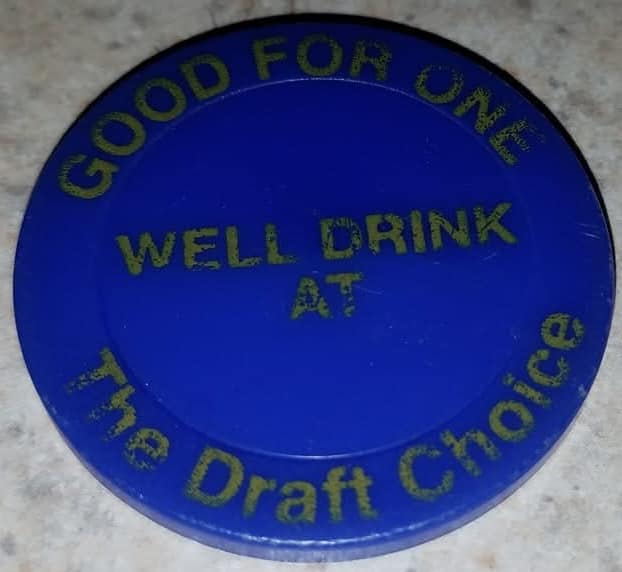 GOOD FOR ONE
WELL DRINK
AT
The Draft Choice